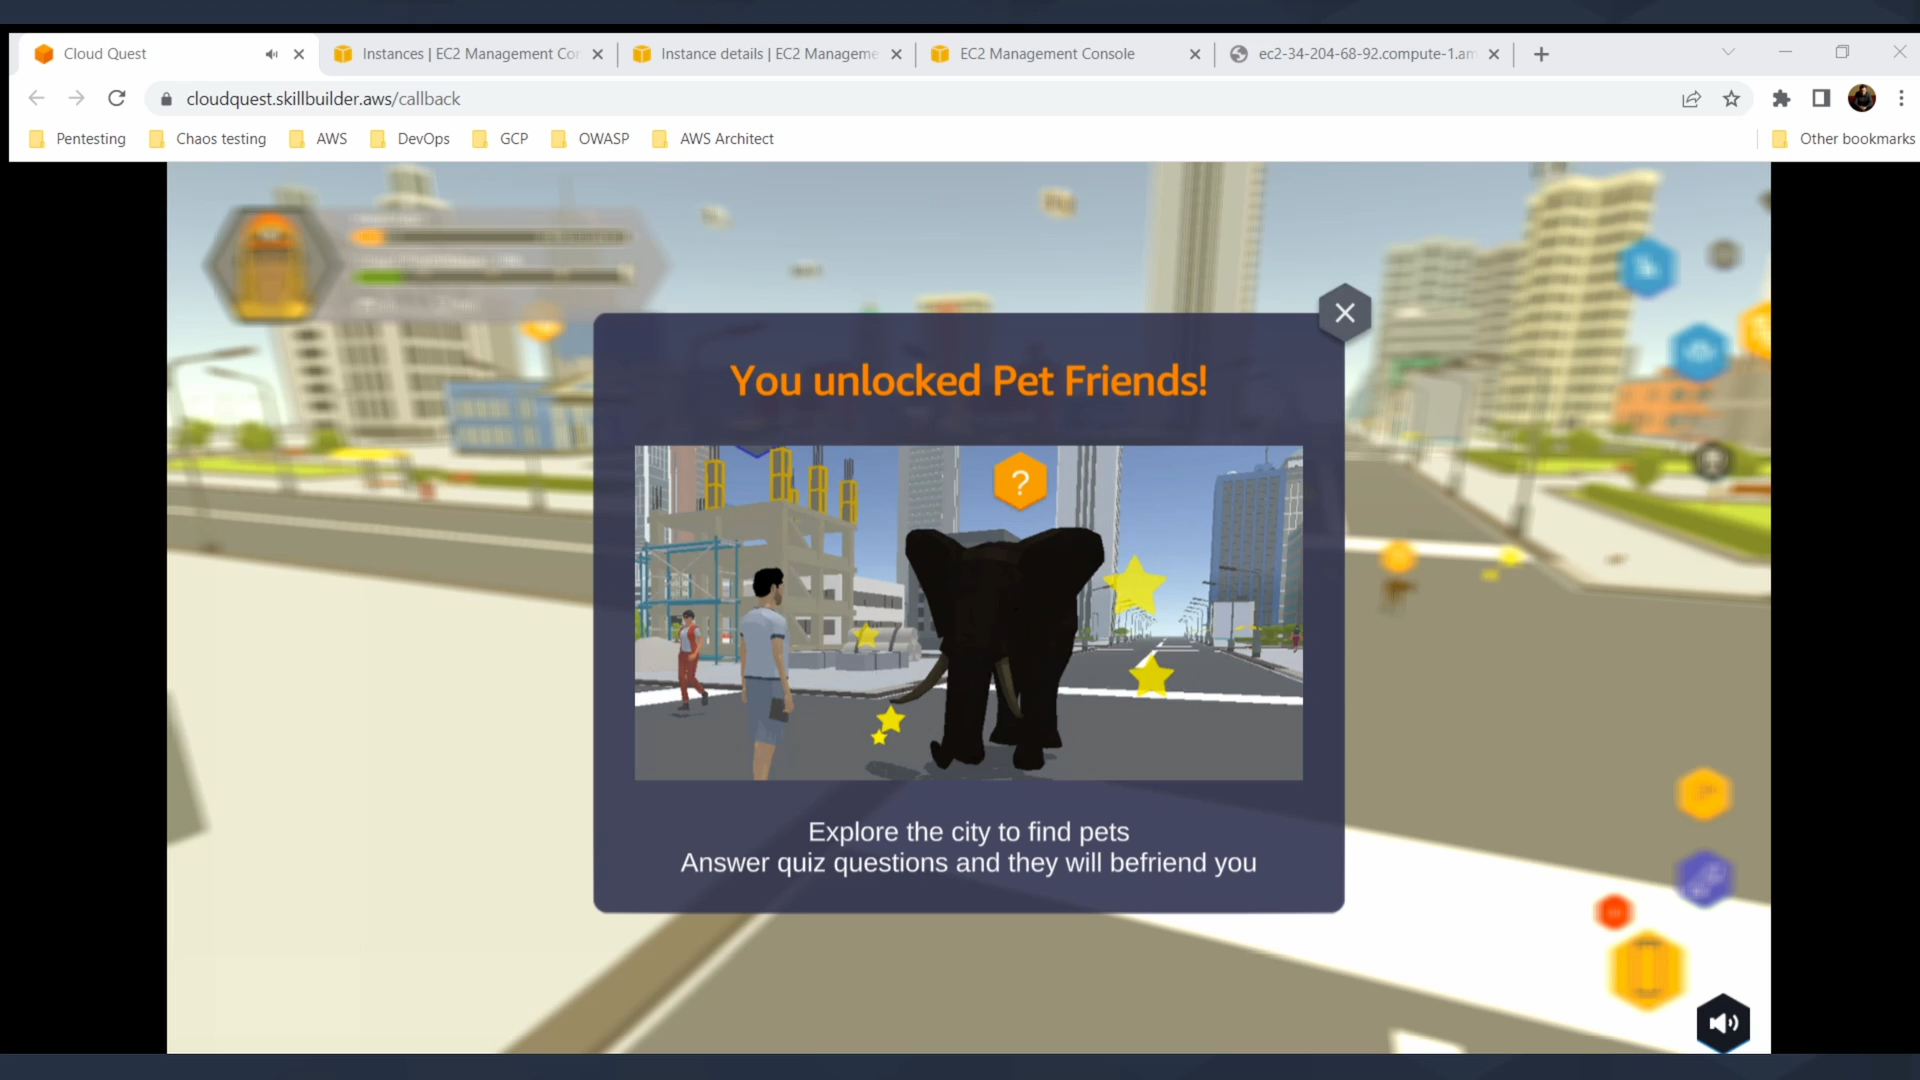 Cloud Quest
Instances | EC2 Management Cor
Instance details | EC2 Manageme
EC2 Management Console
ec2-34-204-68-92.compute-1.am
cloudquest.skillbuilder.aws/callback
Pentesting
Chaos testing
AWS
DevOps
GCP
OWASP
AWS Architect
Other bookmarks
You unlocked Pet Friends!
?
Explore the city to find pets
Answer quiz questions and they will befriend you